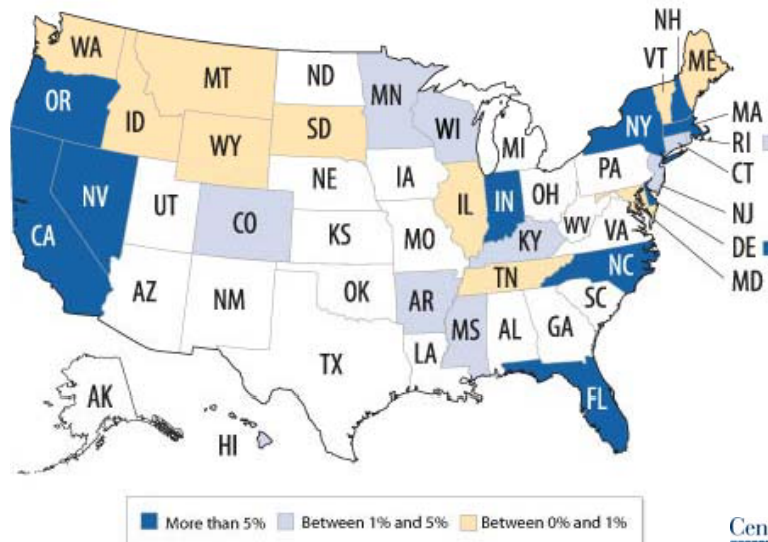 NH
VT
ME
WA
MT
ND
MN
OR
ID
WY
SD
WI
MI
NY
MA
RI
CT
NJ
DE
MD
NV
CA
UT
CO
NE
IA
IL
IN
OH
PA
KS
MO
KY
WV
VA
AZ
NM
OK
AR
TN
NC
SC
TX
LA
MS
AL
GA
FL
AK
HI
More than 5%
Between 1% and 5%
Between 0% and 1%
Cen